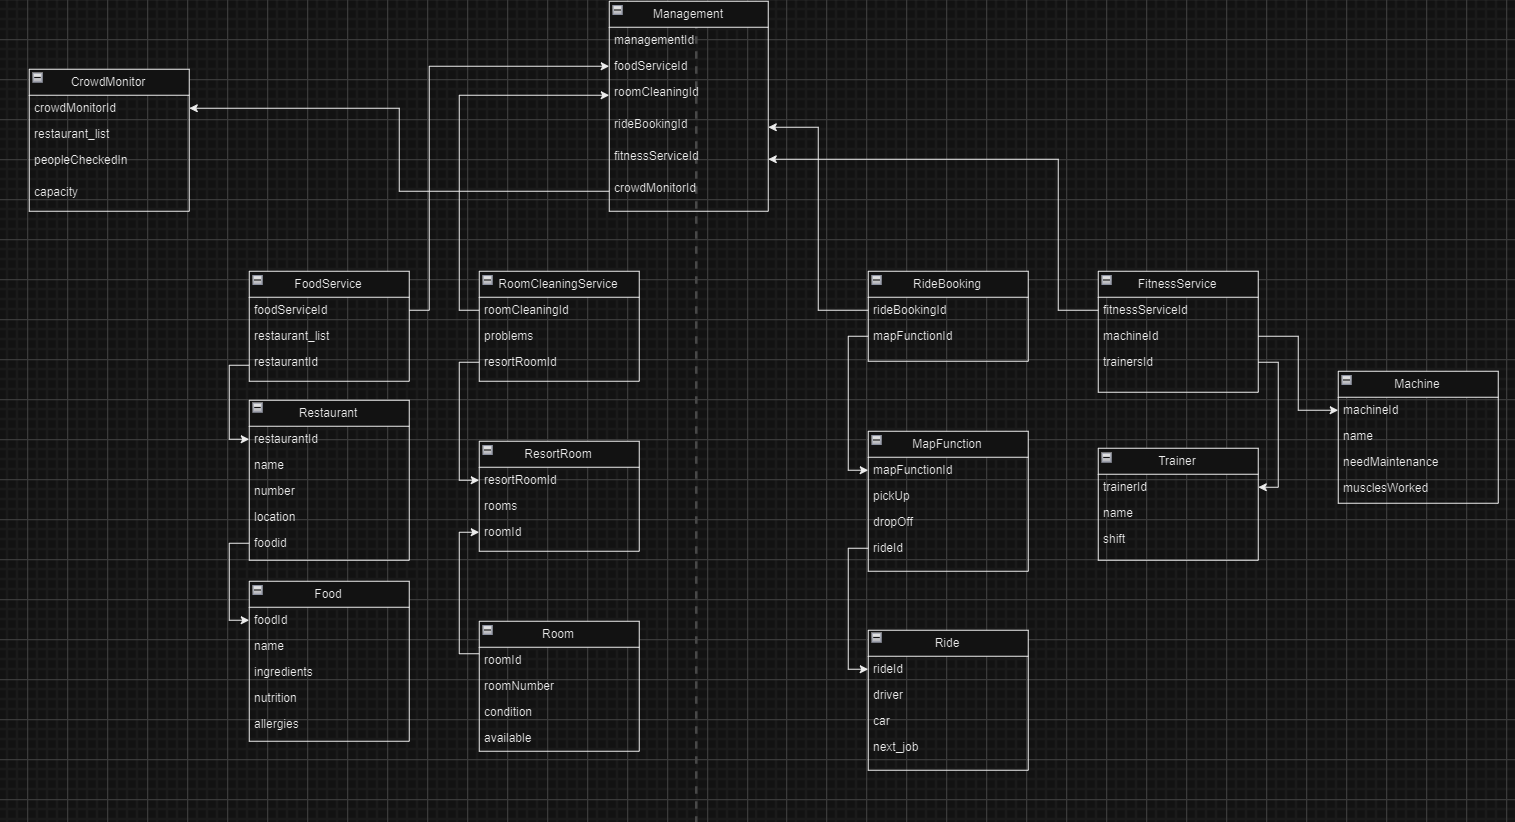 Management
managementId
foodServiceId
roomCleaningId
rideBookingId
fitnessServiceId
crowdMonitorId
CrowdMonitor
crowdMonitorId
restaurant_list
peopleCheckedIn
capacity
FoodService
foodServiceId
restaurant_list
restaurantId
RoomCleaningService
roomCleaningId
problems
resortRoomId
RideBooking
rideBookingId
mapFunctionId
FitnessService
fitnessServiceId
machineId
trainersId
Machine
machineId
name
needMaintenance
musclesWorked
Restaurant
restaurantId
name
number
location
foodid
ResortRoom
resortRoomId
rooms
roomId
MapFunction
mapFunctionId
pickUp
dropOff
rideId
Trainer
trainerId
name
shift
Food
foodId
name
ingredients
nutrition
allergies
Room
roomId
roomNumber
condition
available
Ride
rideId
driver
car
next_job